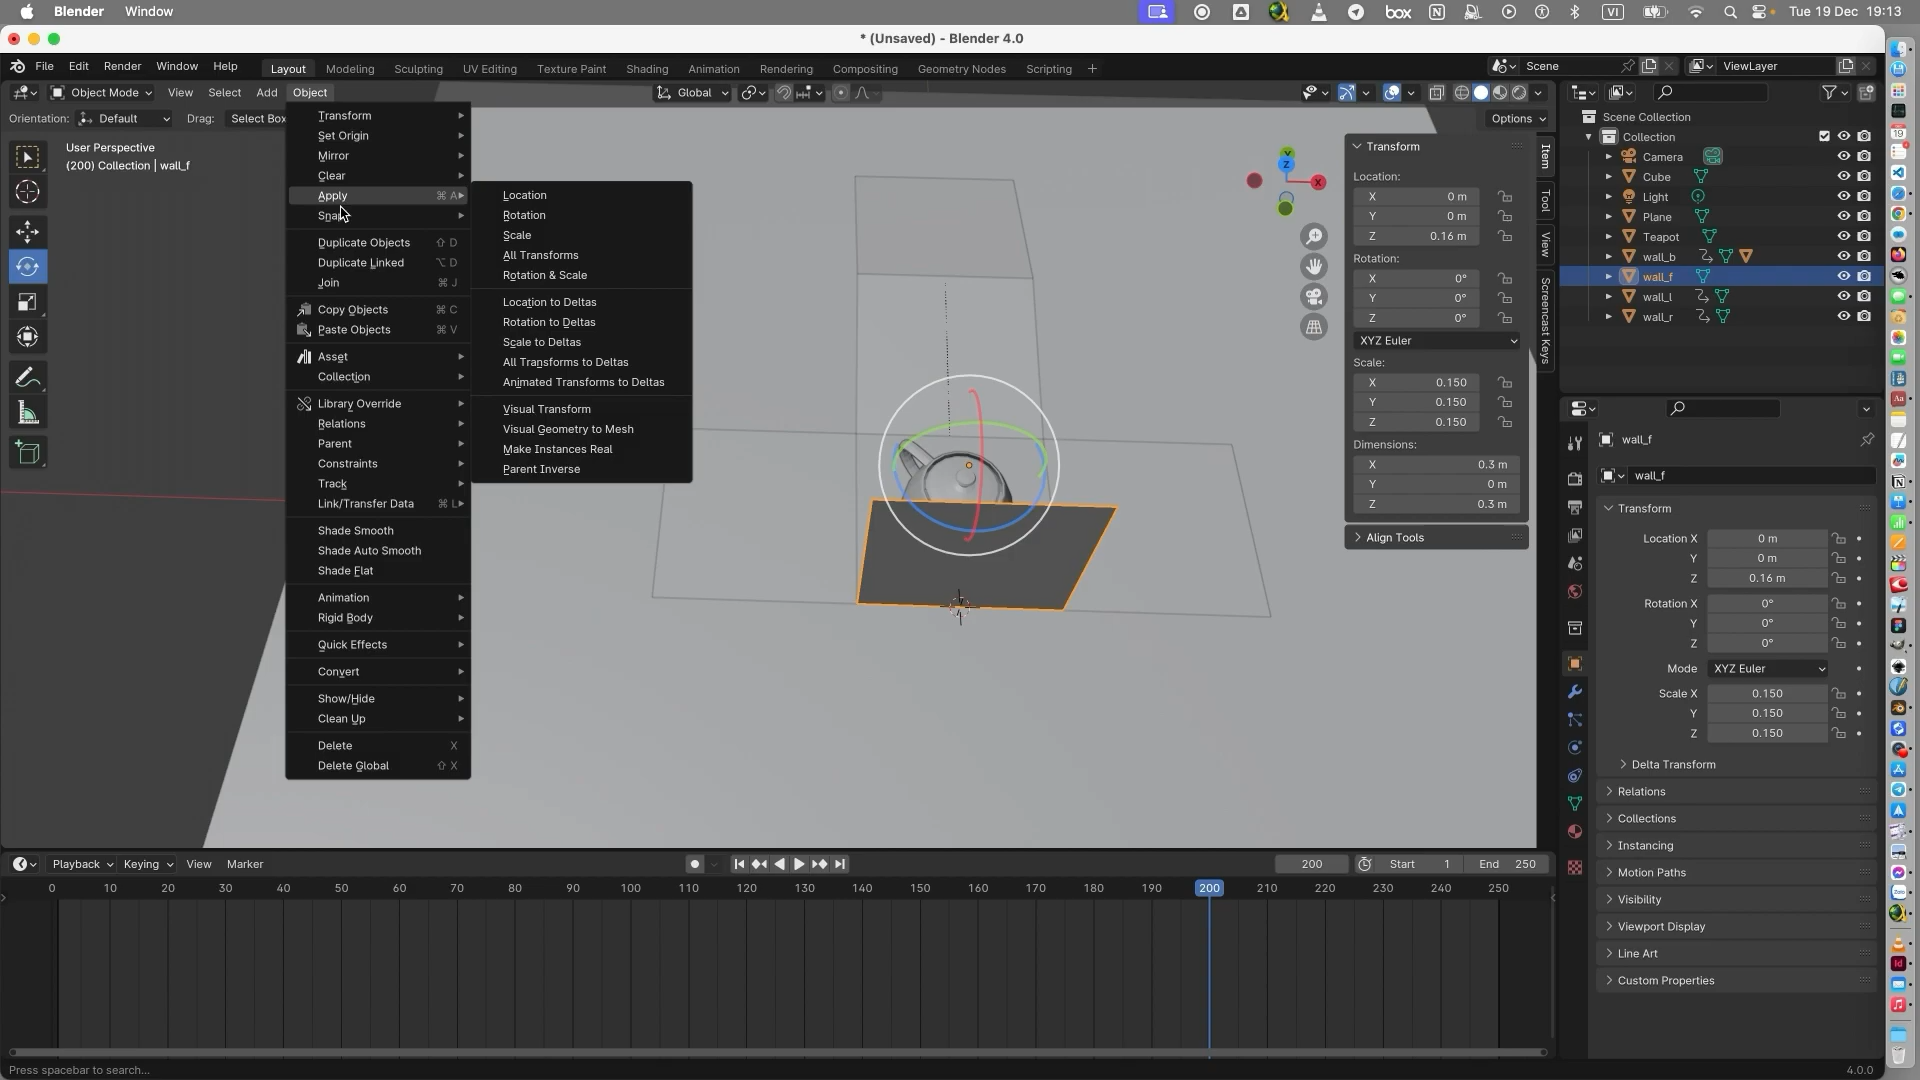 Blender Window box VI Tue 19 Dec 19:13
* (Unsaved) - Blender 4.0
File Edit Render Window Help Layout Modeling Sculpting UV Editing Texture Paint Shading Animation Rendering Compositing Geometry Nodes Scripting + Scene ViewLayer
Object Mode View Select Add Object Global
Orientation: Default Drag: Select Box Options
User Perspective
(200) Collection | wall_f
Transform
Set Origin
Mirror
Clear
Apply ⌘ A
Snap
Duplicate Objects ⇧ D
Duplicate Linked ⌥ D
Join ⌘ J
Copy Objects ⌘ C
Paste Objects ⌘ V
Asset
Collection
Library Override
Relations
Parent
Constraints
Track
Link/Transfer Data ⌘ L
Shade Smooth
Shade Auto Smooth
Shade Flat
Animation
Rigid Body
Quick Effects
Convert
Show/Hide
Clean Up
Delete X
Delete Global ⇧ X
Location
Rotation
Scale
All Transforms
Rotation & Scale
Location to Deltas
Rotation to Deltas
Scale to Deltas
All Transforms to Deltas
Animated Transforms to Deltas
Visual Transform
Visual Geometry to Mesh
Make Instances Real
Parent Inverse
Y
Z
X
Transform
Location:
X 0 m
Y 0 m
Z 0.16 m
Rotation:
X 0°
Y 0°
Z 0°
XYZ Euler
Scale:
X 0.150
Y 0.150
Z 0.150
Dimensions:
X 0.3 m
Y 0 m
Z 0.3 m
Align Tools
Item
Tool
View
Screencast Keys
Scene Collection
Collection
Camera
Cube
Light
Plane
Teapot
wall_b
wall_f
wall_l
wall_r
wall_f
wall_f
Transform
Location X 0 m
Y 0 m
Z 0.16 m
Rotation X 0°
Y 0°
Z 0°
Mode XYZ Euler
Scale X 0.150
Y 0.150
Z 0.150
Delta Transform
Relations
Collections
Instancing
Motion Paths
Visibility
Viewport Display
Line Art
Custom Properties
Playback Keying View Marker 200 Start 1 End 250
0 10 20 30 40 50 60 70 80 90 100 110 120 130 140 150 160 170 180 190 200 210 220 230 240 250
Press spacebar to search... 4.0.0